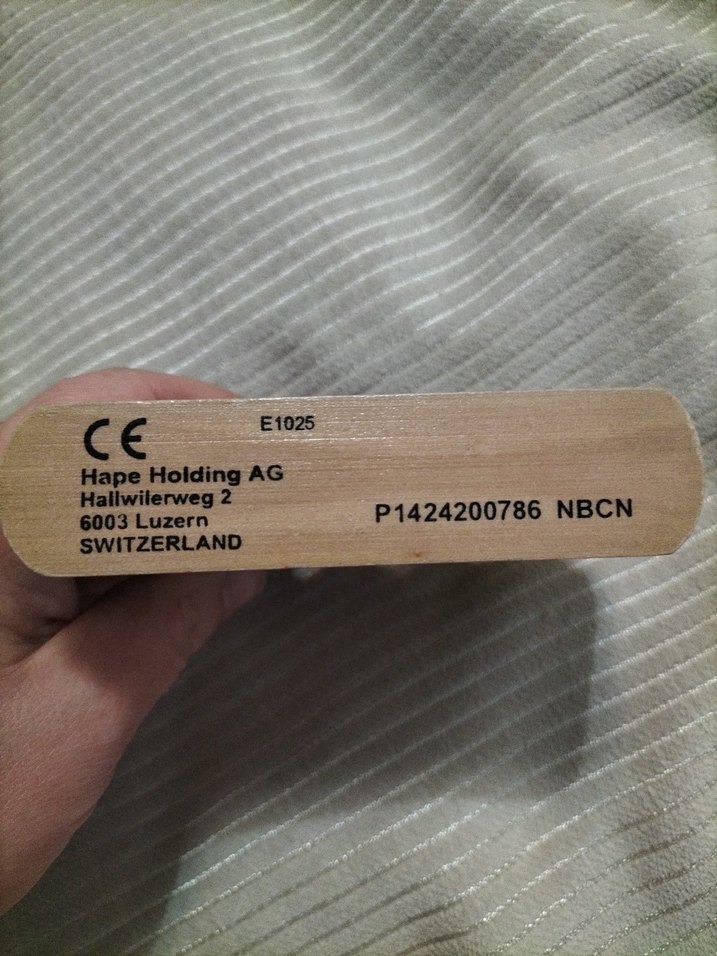 CE
E1025
Hape Holding AG
Hallwilerweg 2
6003 Luzern
SWITZERLAND
P1424200786 NBCN